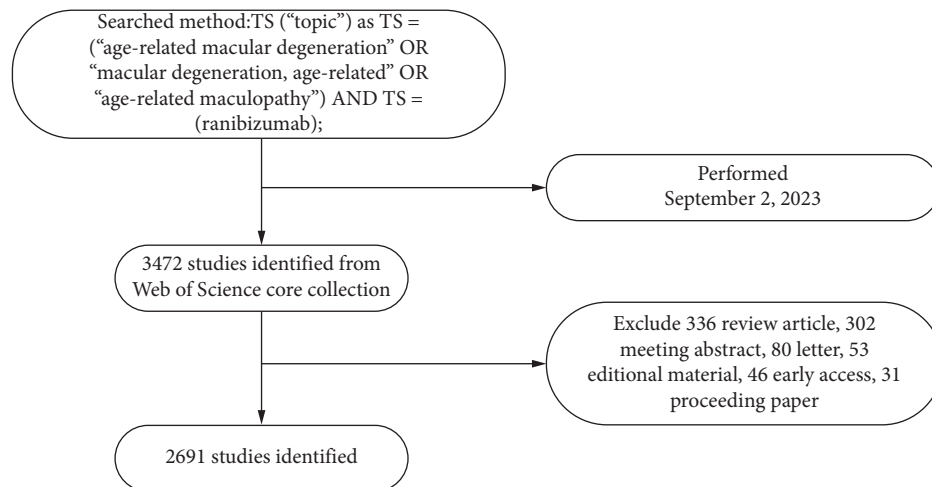 Searched method:TS (“topic”) as TS =
(“age-related macular degeneration” OR
“macular degeneration, age-related” OR
“age-related maculopathy”) AND TS =
(ranibizumab);
Performed
September 2, 2023
3472 studies identified from
Web of Science core collection
Exclude 336 review article, 302
meeting abstract, 80 letter, 53
editional material, 46 early access, 31
proceeding paper
2691 studies identified